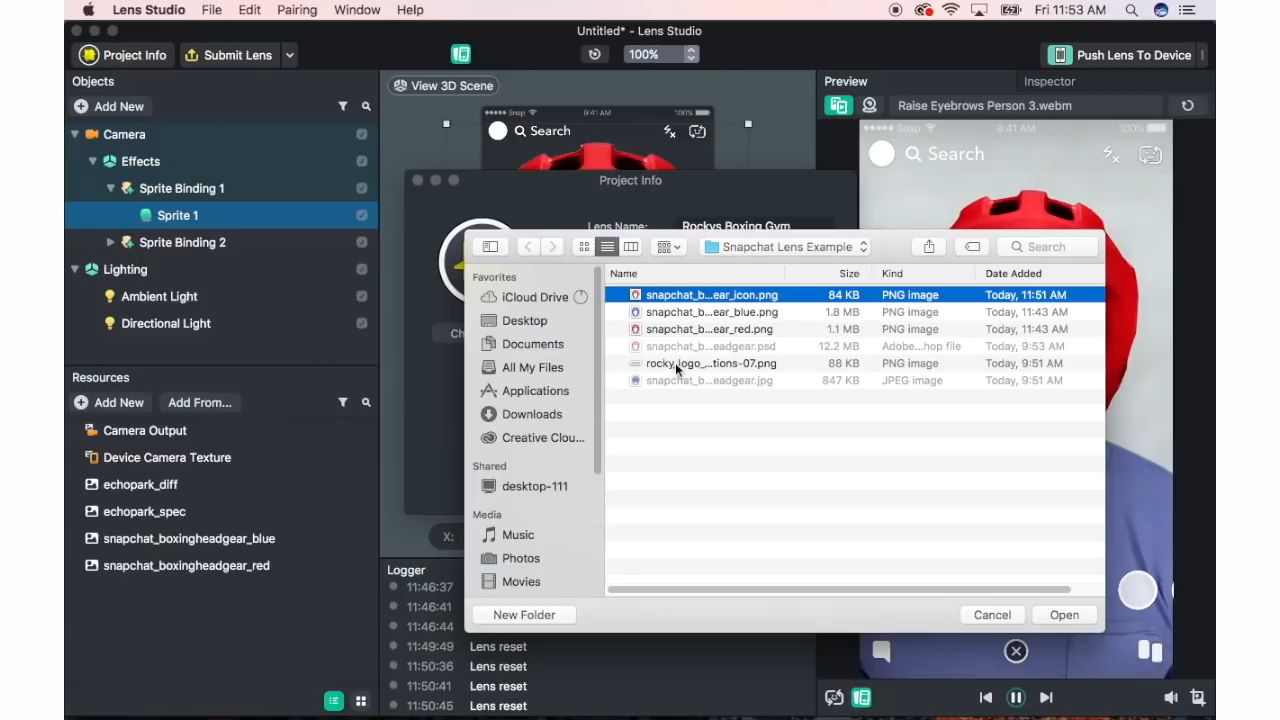 Lens Studio File Edit Pairing Window Help Fri 11:53 AM
Untitled* - Lens Studio
Project Info Submit Lens 100% Push Lens To Device
Objects
Add New
Camera
Effects
Sprite Binding 1
Sprite 1
Sprite Binding 2
Lighting
Ambient Light
Directional Light
Resources
Add New Add From...
Camera Output
Device Camera Texture
echopark_diff
echopark_spec
snapchat_boxingheadgear_blue
snapchat_boxingheadgear_red
View 3D Scene
Snap 9:41 AM 100%
Search
Project Info
Lens Name: Rockys Boxing Gym
Ch
X:
Snapchat Lens Example Search
Favorites
iCloud Drive
Desktop
Documents
All My Files
Applications
Downloads
Creative Clou...
Shared
desktop-111
Media
Music
Photos
Movies
Name Size Kind Date Added
snapchat_b...ear_icon.png 84 KB PNG image Today, 11:51 AM
snapchat_b...ear_blue.png 1.8 MB PNG image Today, 11:43 AM
snapchat_b...ear_red.png 1.1 MB PNG image Today, 11:43 AM
snapchat_b...eadgear.psd 12.2 MB Adobe...hop file Today, 9:53 AM
rocky_logo_...tions-07.png 88 KB PNG image Today, 9:51 AM
snapchat_b...eadgear.jpg 847 KB JPEG image Today, 9:51 AM
New Folder Cancel Open
Logger
11:46:37
11:46:41
11:46:44
11:49:49 Lens reset
11:50:36 Lens reset
11:50:41 Lens reset
11:50:45 Lens reset
Preview Inspector
Raise Eyebrows Person 3.webm
Snap 9:41 AM 100%
Search